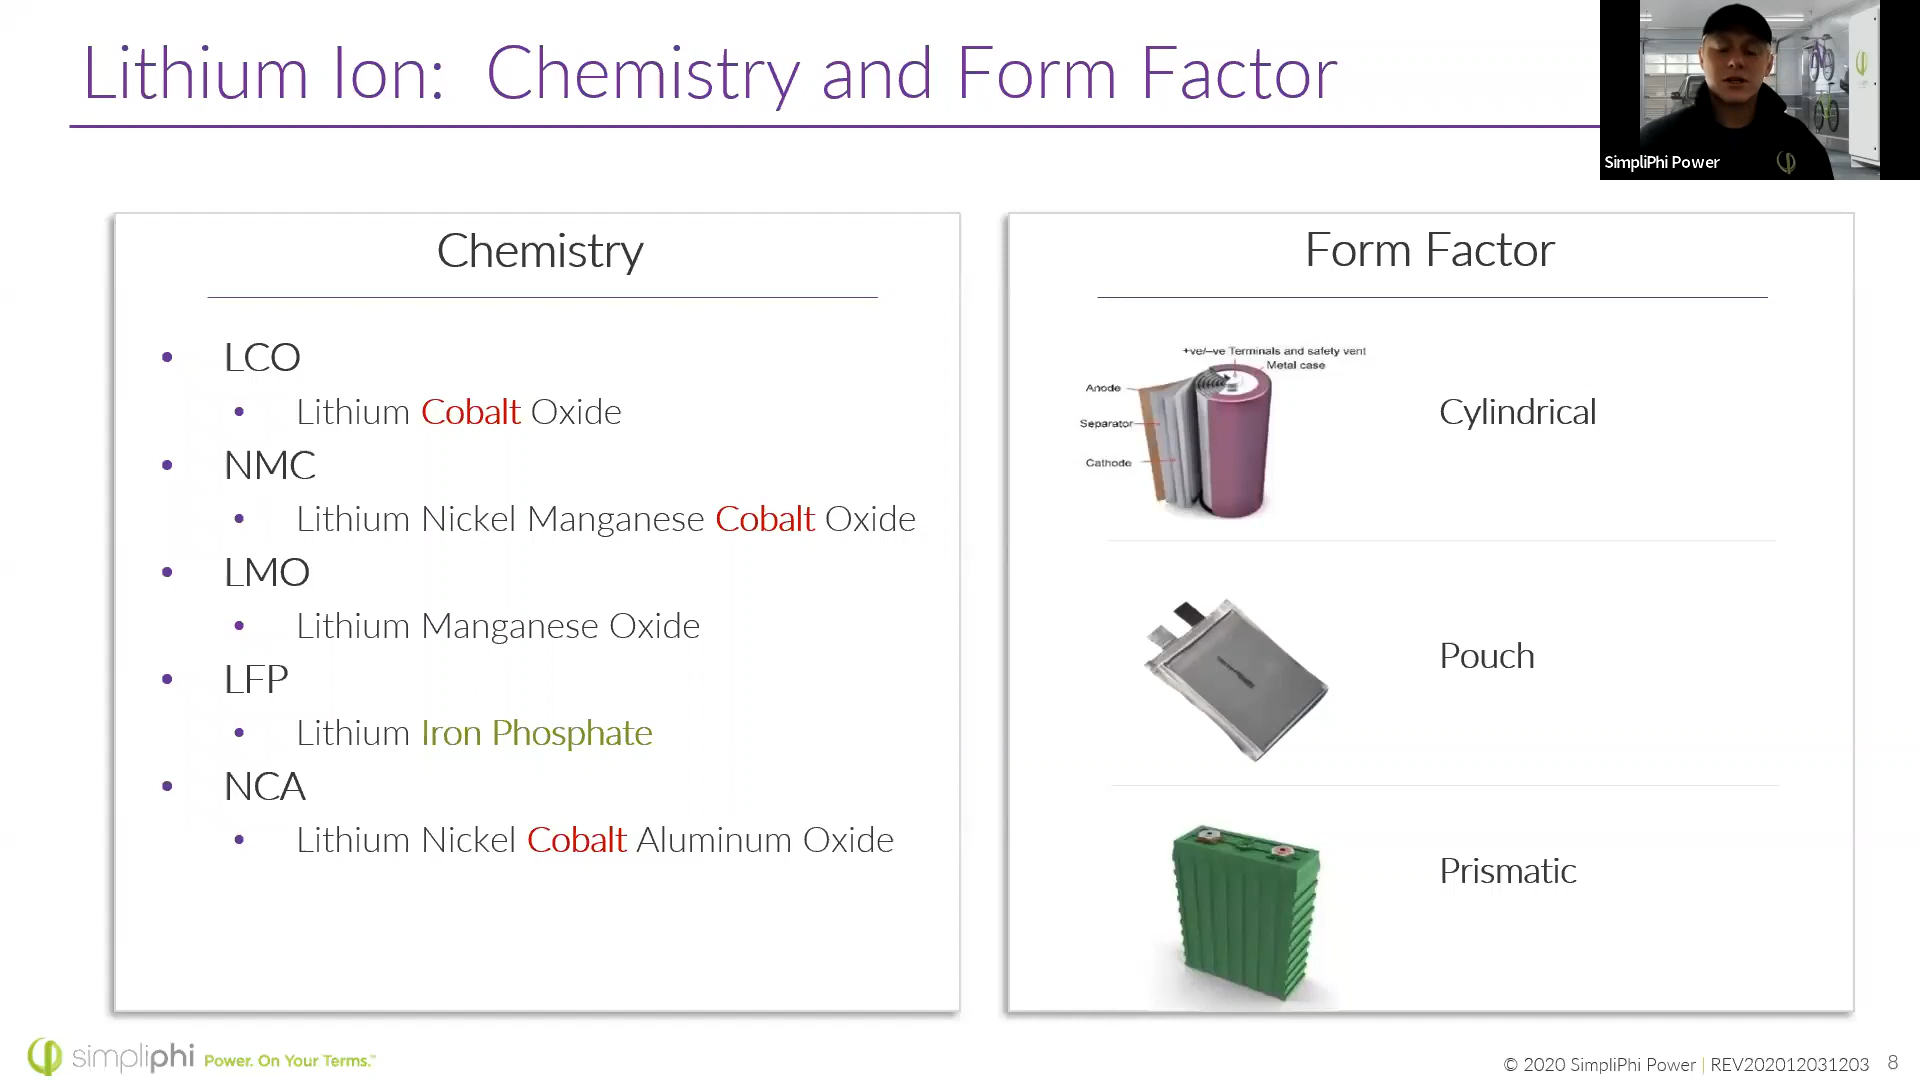 Lithium Ion: Chemistry and Form Factor
SimpliPhi Power
Chemistry
• LCO
• Lithium Cobalt Oxide
• NMC
• Lithium Nickel Manganese Cobalt Oxide
• LMO
• Lithium Manganese Oxide
• LFP
• Lithium Iron Phosphate
• NCA
• Lithium Nickel Cobalt Aluminum Oxide
Form Factor
+ve/–ve Terminals and safety vent
Metal case
Anode
Separator
Cathode
Cylindrical
Pouch
Prismatic
simpliphi Power. On Your Terms.™
© 2020 SimpliPhi Power | REV202012031203 8